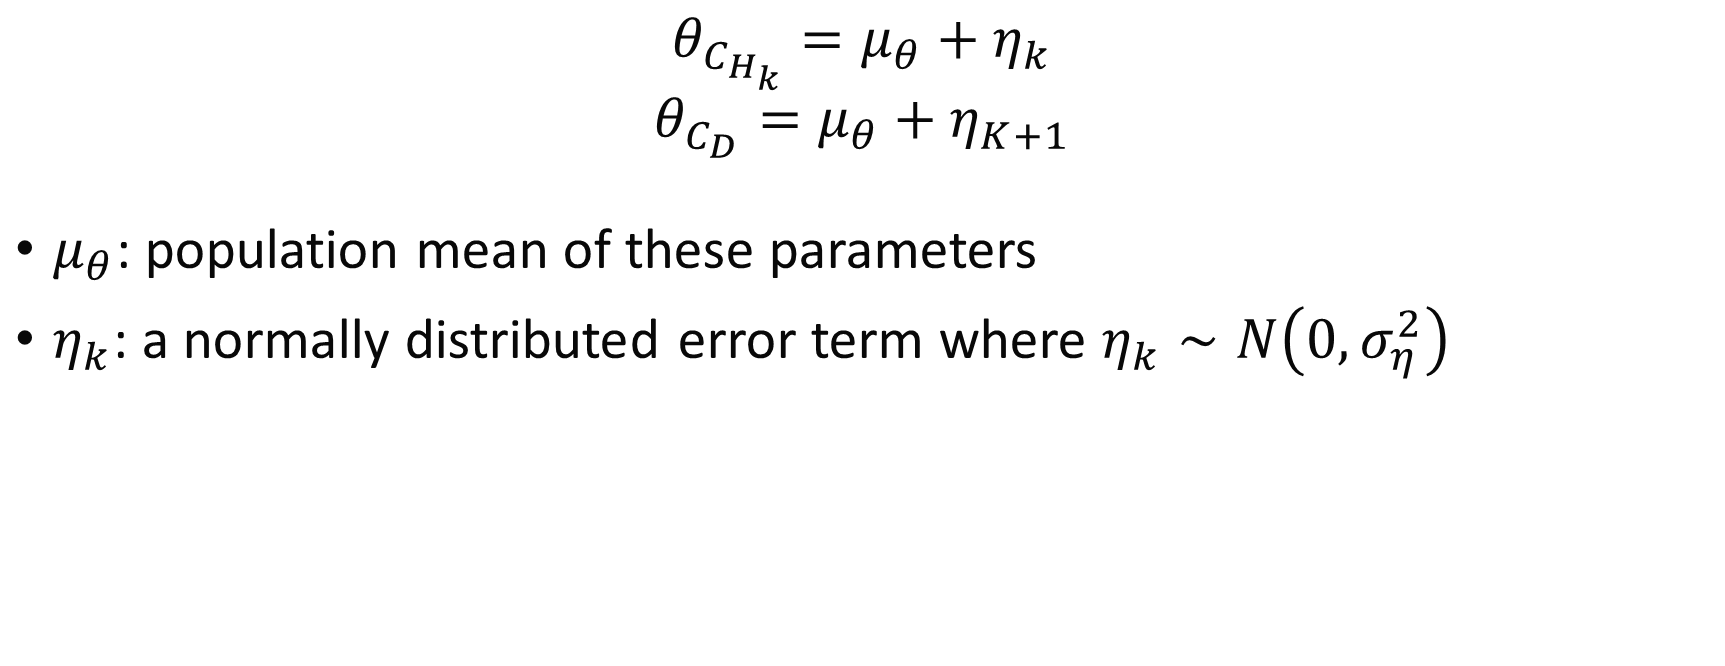 𝜃_{C_{H_k}} = 𝜇_𝜃 + 𝜂_k
𝜃_{C_D} = 𝜇_𝜃 + 𝜂_{K+1}
• 𝜇_𝜃: population mean of these parameters
• 𝜂_k: a normally distributed error term where 𝜂_k ~ N(0, 𝜎_𝜂^2)